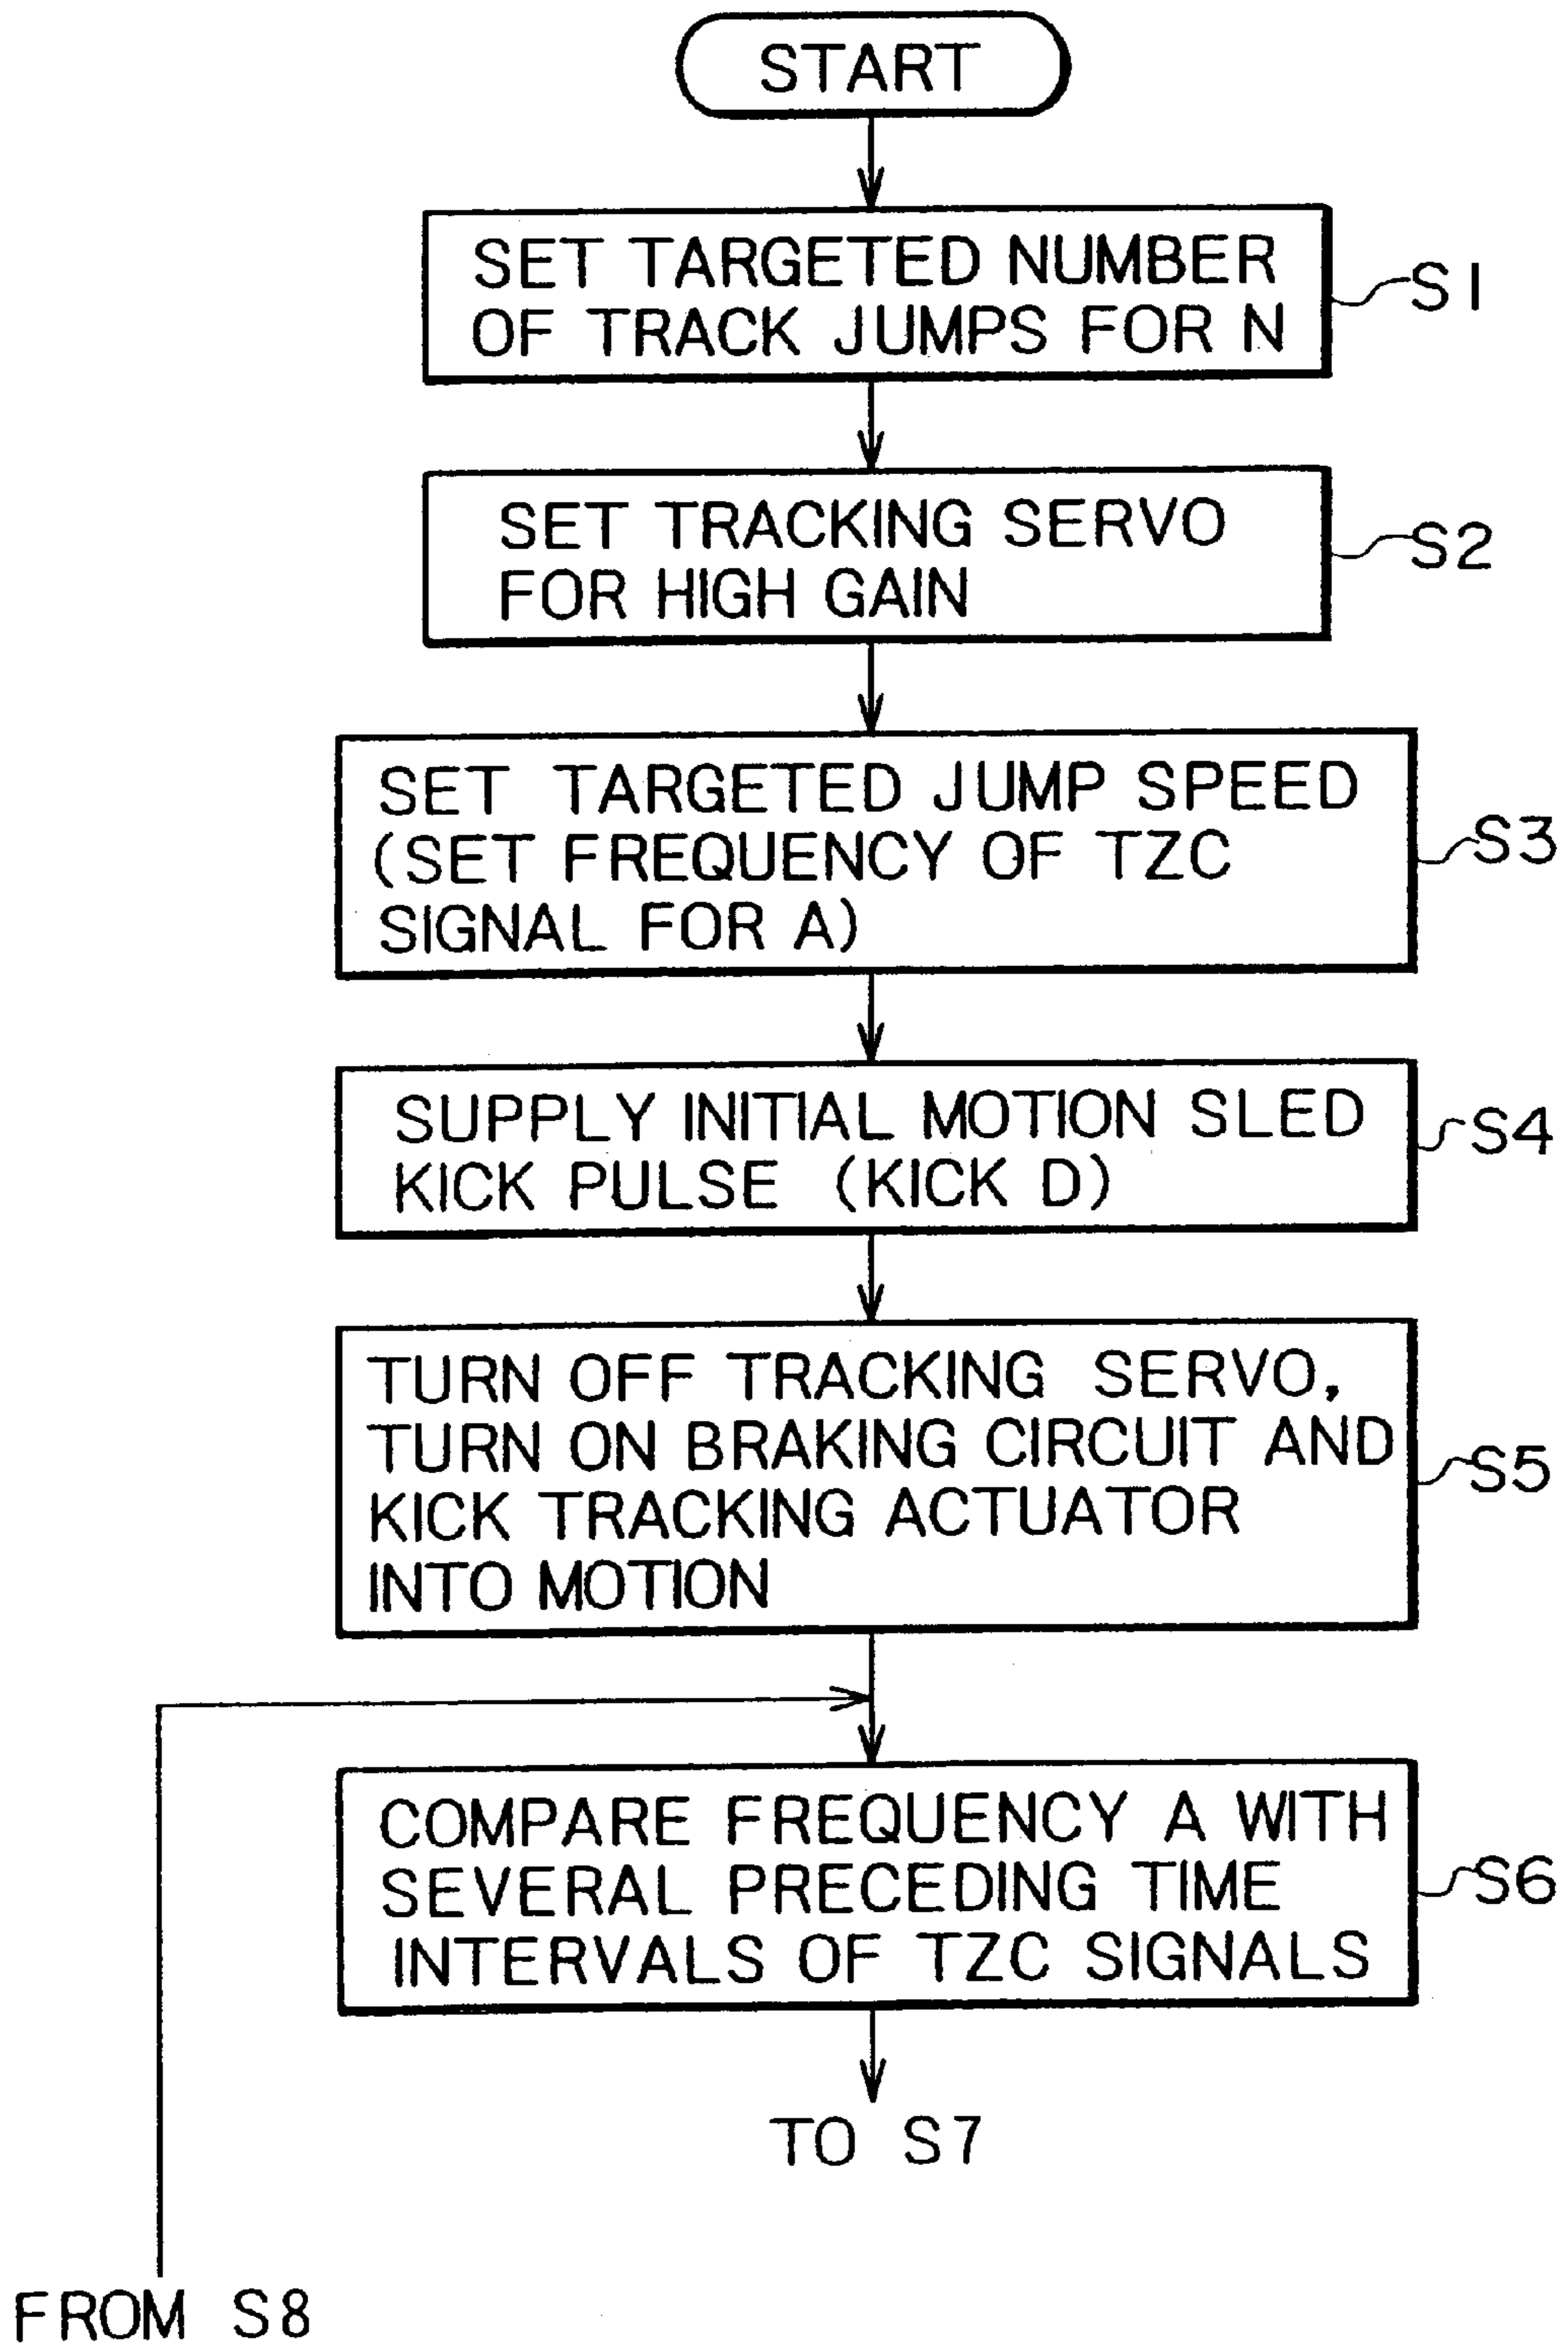 START
SET TARGETED NUMBER
OF TRACK JUMPS FOR N
S1
SET TRACKING SERVO
FOR HIGH GAIN
S2
SET TARGETED JUMP SPEED
(SET FREQUENCY OF TZC
SIGNAL FOR A)
S3
SUPPLY INITIAL MOTION SLED
KICK PULSE (KICK D)
S4
TURN OFF TRACKING SERVO,
TURN ON BRAKING CIRCUIT AND
KICK TRACKING ACTUATOR
INTO MOTION
S5
COMPARE FREQUENCY A WITH
SEVERAL PRECEDING TIME
INTERVALS OF TZC SIGNALS
S6
TO S7
FROM S8